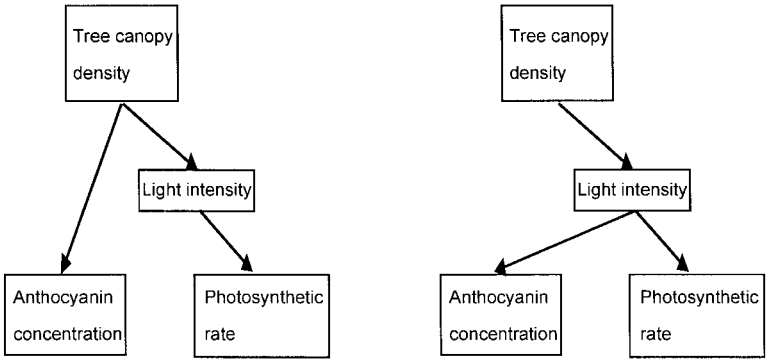 Tree canopy
density
Light intensity
Anthocyanin
concentration
Photosynthetic
rate
Tree canopy
density
Light intensity
Anthocyanin
concentration
Photosynthetic
rate